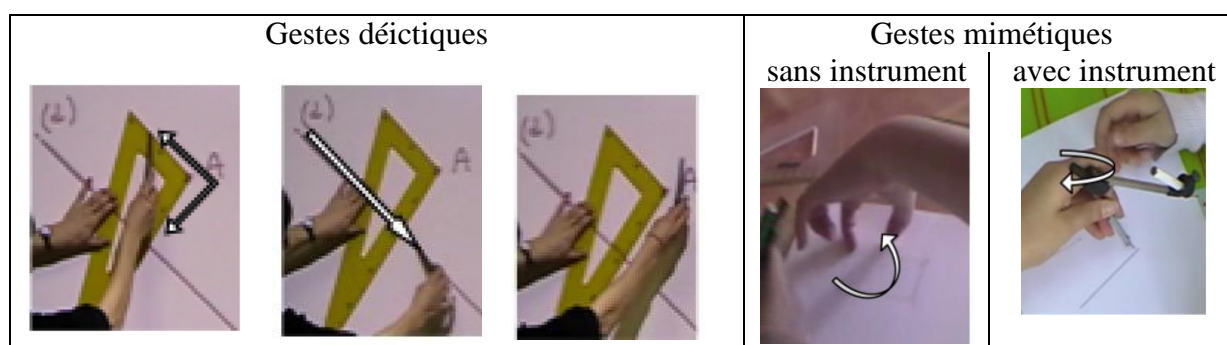 Gestes déictiques
Gestes mimétiques
sans instrument
avec instrument
(d)
A
(d)
A
(d)
A